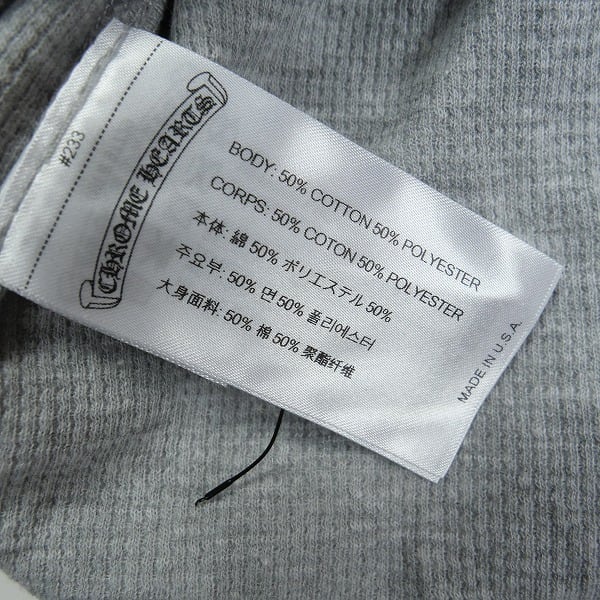 #233
CHROME HEARTS
BODY: 50% COTTON 50% POLYESTER
CORPS: 50% COTON 50% POLYESTER
本体: 綿 50% ポリエステル 50%
주요부: 50% 면 50% 폴리에스터
大身面料: 50% 棉 50% 聚酯纤维
MADE IN U.S.A.